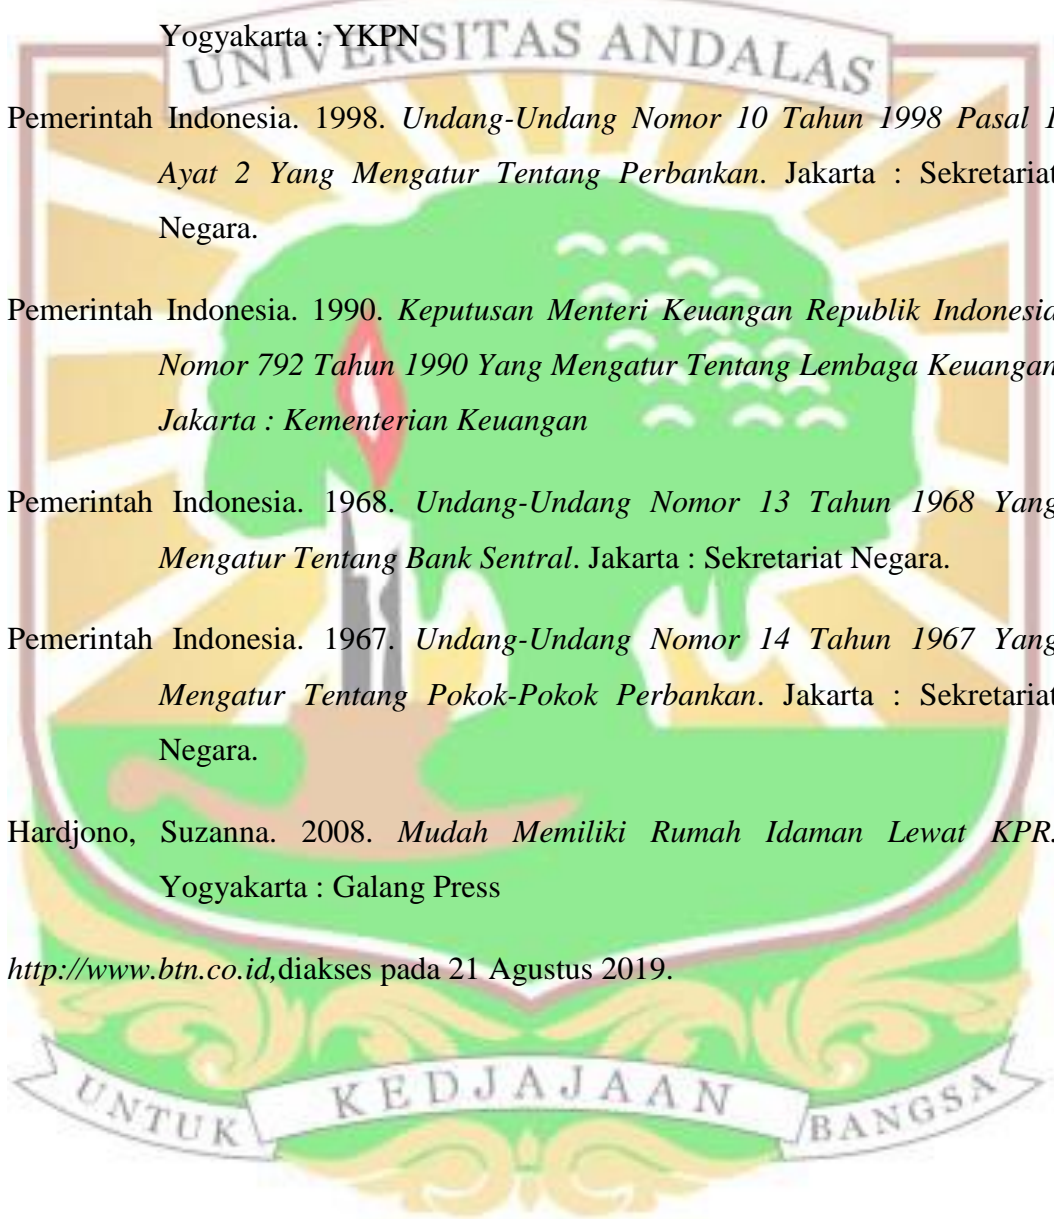 Yogyakarta : YKPN
UNIVERSITAS ANDALAS
Pemerintah Indonesia. 1998. Undang-Undang Nomor 10 Tahun 1998 Pasal 1
Ayat 2 Yang Mengatur Tentang Perbankan. Jakarta : Sekretariat
Negara.
Pemerintah Indonesia. 1990. Keputusan Menteri Keuangan Republik Indonesia
Nomor 792 Tahun 1990 Yang Mengatur Tentang Lembaga Keuangan
Jakarta : Kementerian Keuangan
Pemerintah Indonesia. 1968. Undang-Undang Nomor 13 Tahun 1968 Yang
Mengatur Tentang Bank Sentral. Jakarta : Sekretariat Negara.
Pemerintah Indonesia. 1967. Undang-Undang Nomor 14 Tahun 1967 Yang
Mengatur Tentang Pokok-Pokok Perbankan. Jakarta : Sekretariat
Negara.
Hardjono, Suzanna. 2008. Mudah Memiliki Rumah Idaman Lewat KPR.
Yogyakarta : Galang Press
http://www.btn.co.id,diakses pada 21 Agustus 2019.
UNTUK KEDJAJAAN BANGSA